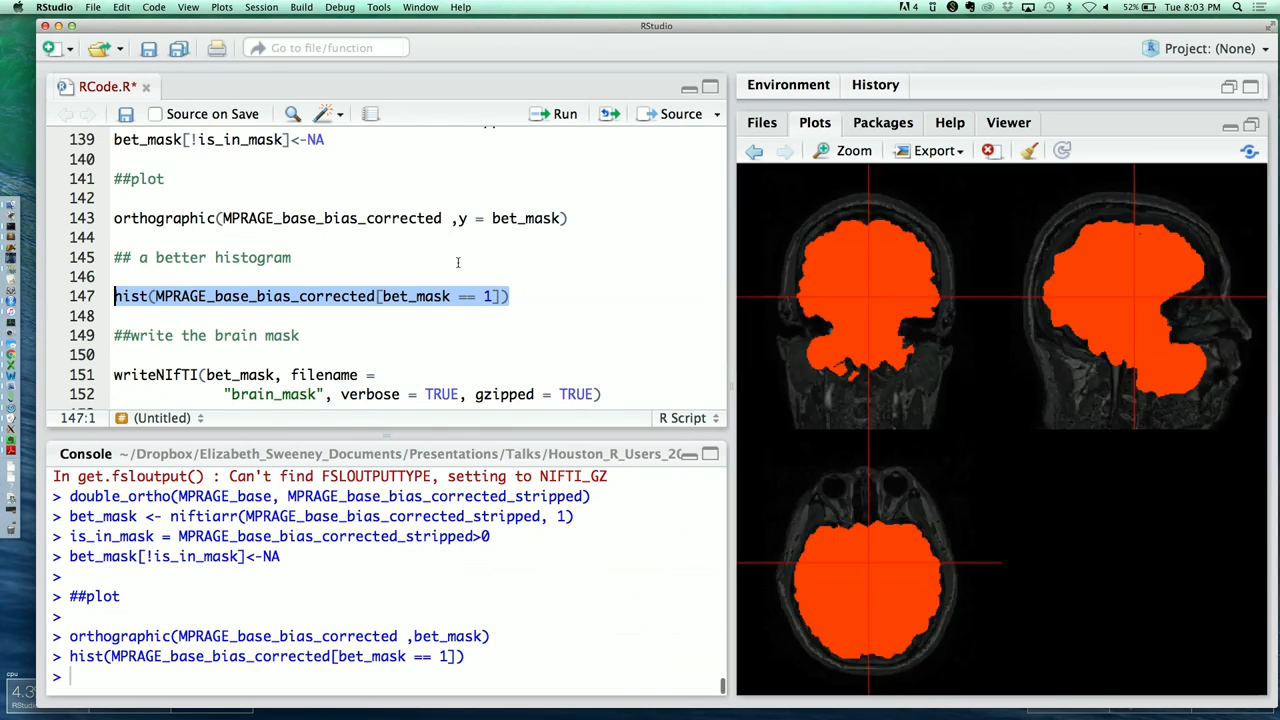 RStudio File Edit Code View Plots Session Build Debug Tools Window Help 4 52% Tue 8:03 PM
RStudio
Go to file/function Project: (None)
RCode.R*
Source on Save Run Source
139 bet_mask[!is_in_mask]<-NA
140
141 ##plot
142
143 orthographic(MPRAGE_base_bias_corrected ,y = bet_mask)
144
145 ## a better histogram
146
147 hist(MPRAGE_base_bias_corrected[bet_mask == 1])
148
149 ##write the brain mask
150
151 writeNIfTI(bet_mask, filename =
152 "brain_mask", verbose = TRUE, gzipped = TRUE)
147:1 (Untitled) R Script
Console ~/Dropbox/Elizabeth_Sweeney_Documents/Presentations/Talks/Houston_R_Users_20
In get.fsloutput() : Can't find FSLOUTPUTTYPE, setting to NIFTI_GZ
> double_ortho(MPRAGE_base, MPRAGE_base_bias_corrected_stripped)
> bet_mask <- niftiarr(MPRAGE_base_bias_corrected_stripped, 1)
> is_in_mask = MPRAGE_base_bias_corrected_stripped>0
> bet_mask[!is_in_mask]<-NA
>
> ##plot
>
> orthographic(MPRAGE_base_bias_corrected ,bet_mask)
> hist(MPRAGE_base_bias_corrected[bet_mask == 1])
>
Environment History
Files Plots Packages Help Viewer
Zoom Export
cpu